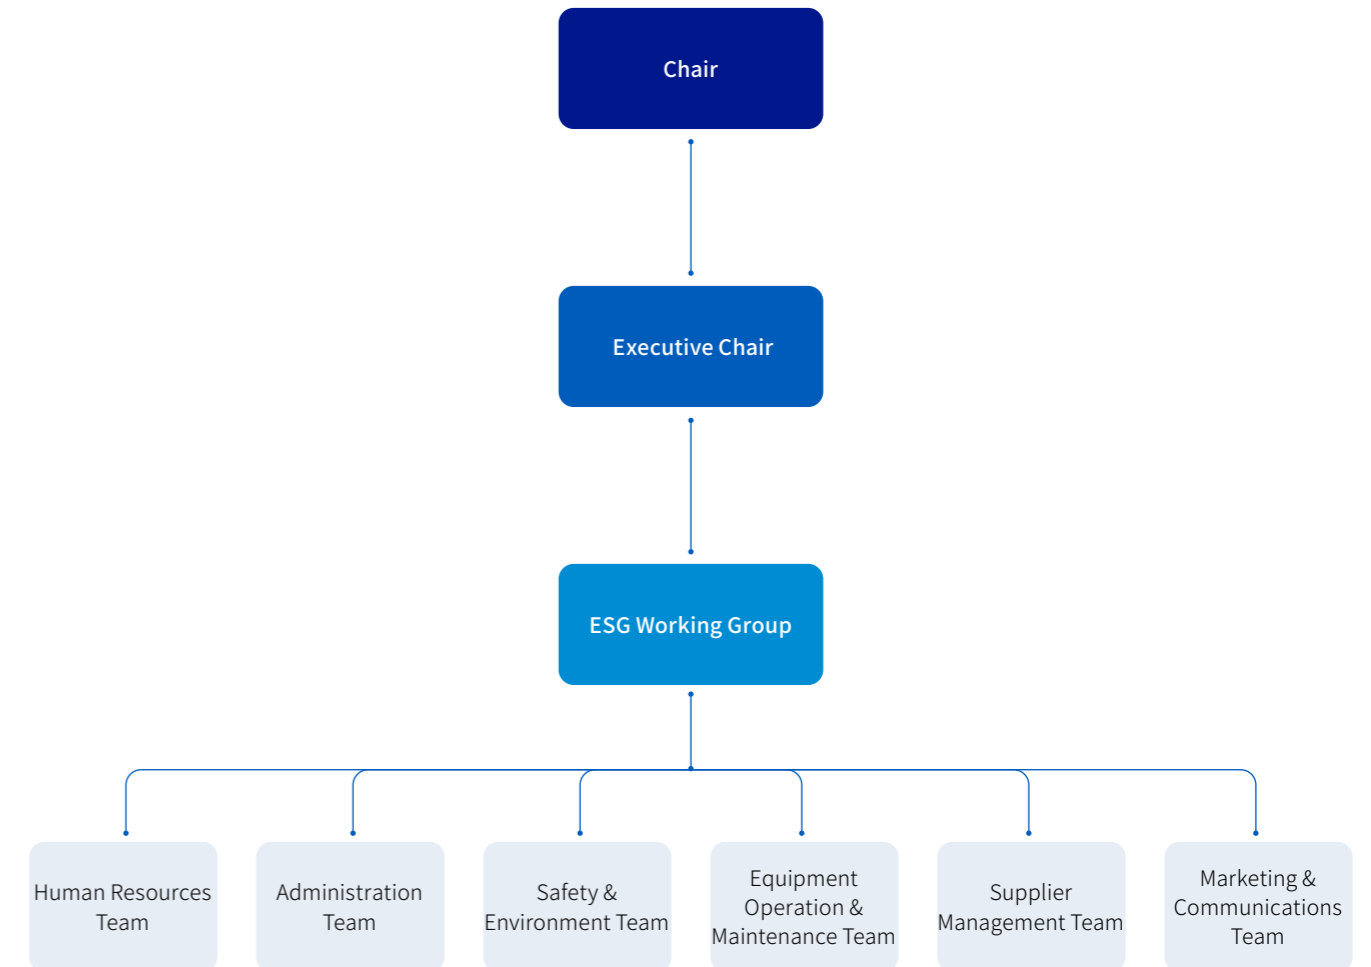 Chair
Executive Chair
ESG Working Group
Human Resources
Team
Administration
Team
Safety &
Environment Team
Equipment
Operation &
Maintenance Team
Supplier
Management Team
Marketing &
Communications
Team